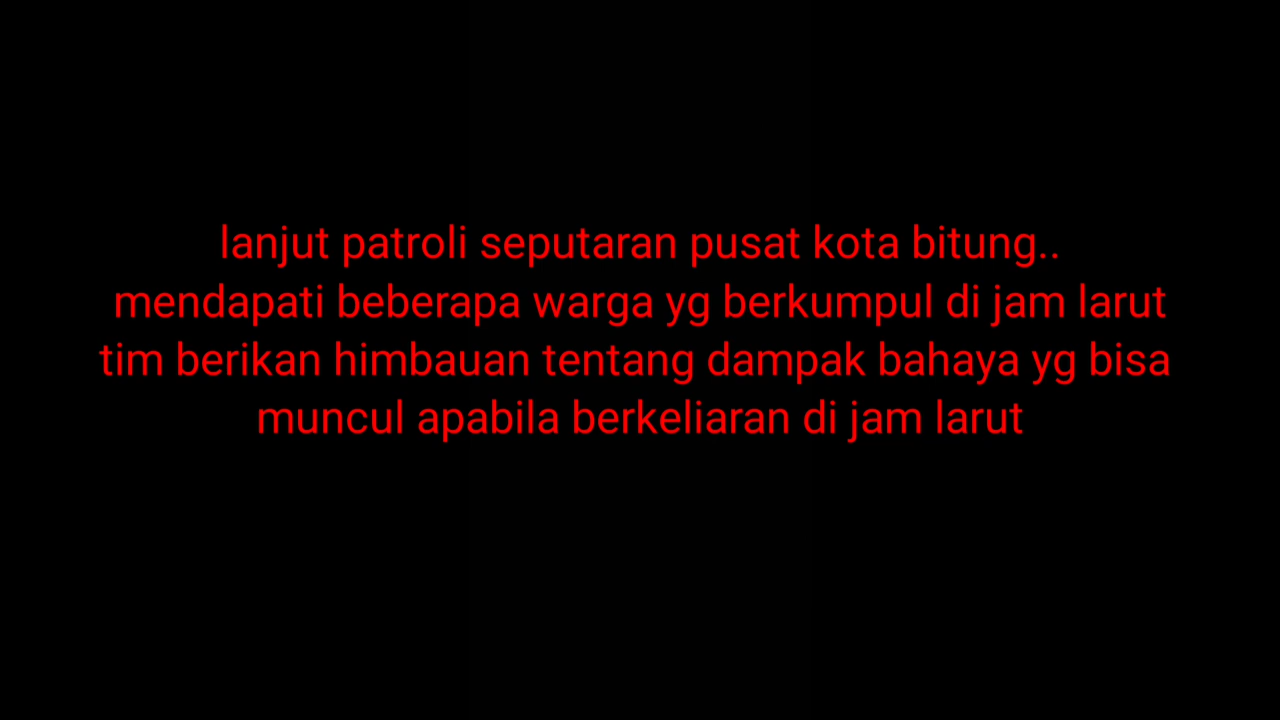 lanjut patroli seputaran pusat kota bitung..
mendapati beberapa warga yg berkumpul di jam larut
tim berikan himbauan tentang dampak bahaya yg bisa
muncul apabila berkeliaran di jam larut